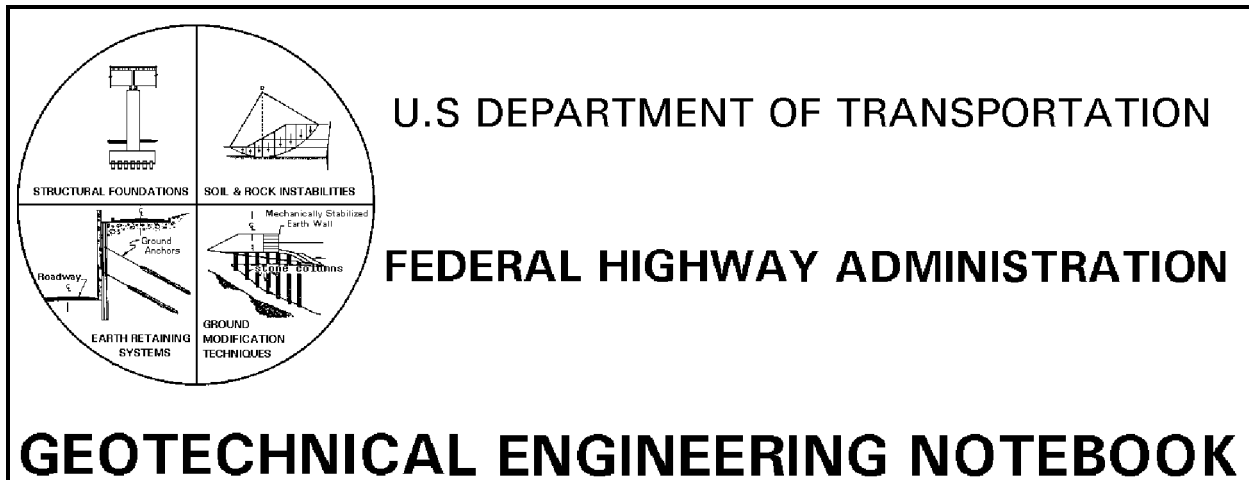 U.S DEPARTMENT OF TRANSPORTATION
FEDERAL HIGHWAY ADMINISTRATION
STRUCTURAL FOUNDATIONS
SOIL & ROCK INSTABILITIES
Ground
Anchors
Roadway
EARTH RETAINING
SYSTEMS
Mechanically Stabilized
Earth Wall
stone columns
GROUND
MODIFICATION
TECHNIQUES
GEOTECHNICAL ENGINEERING NOTEBOOK